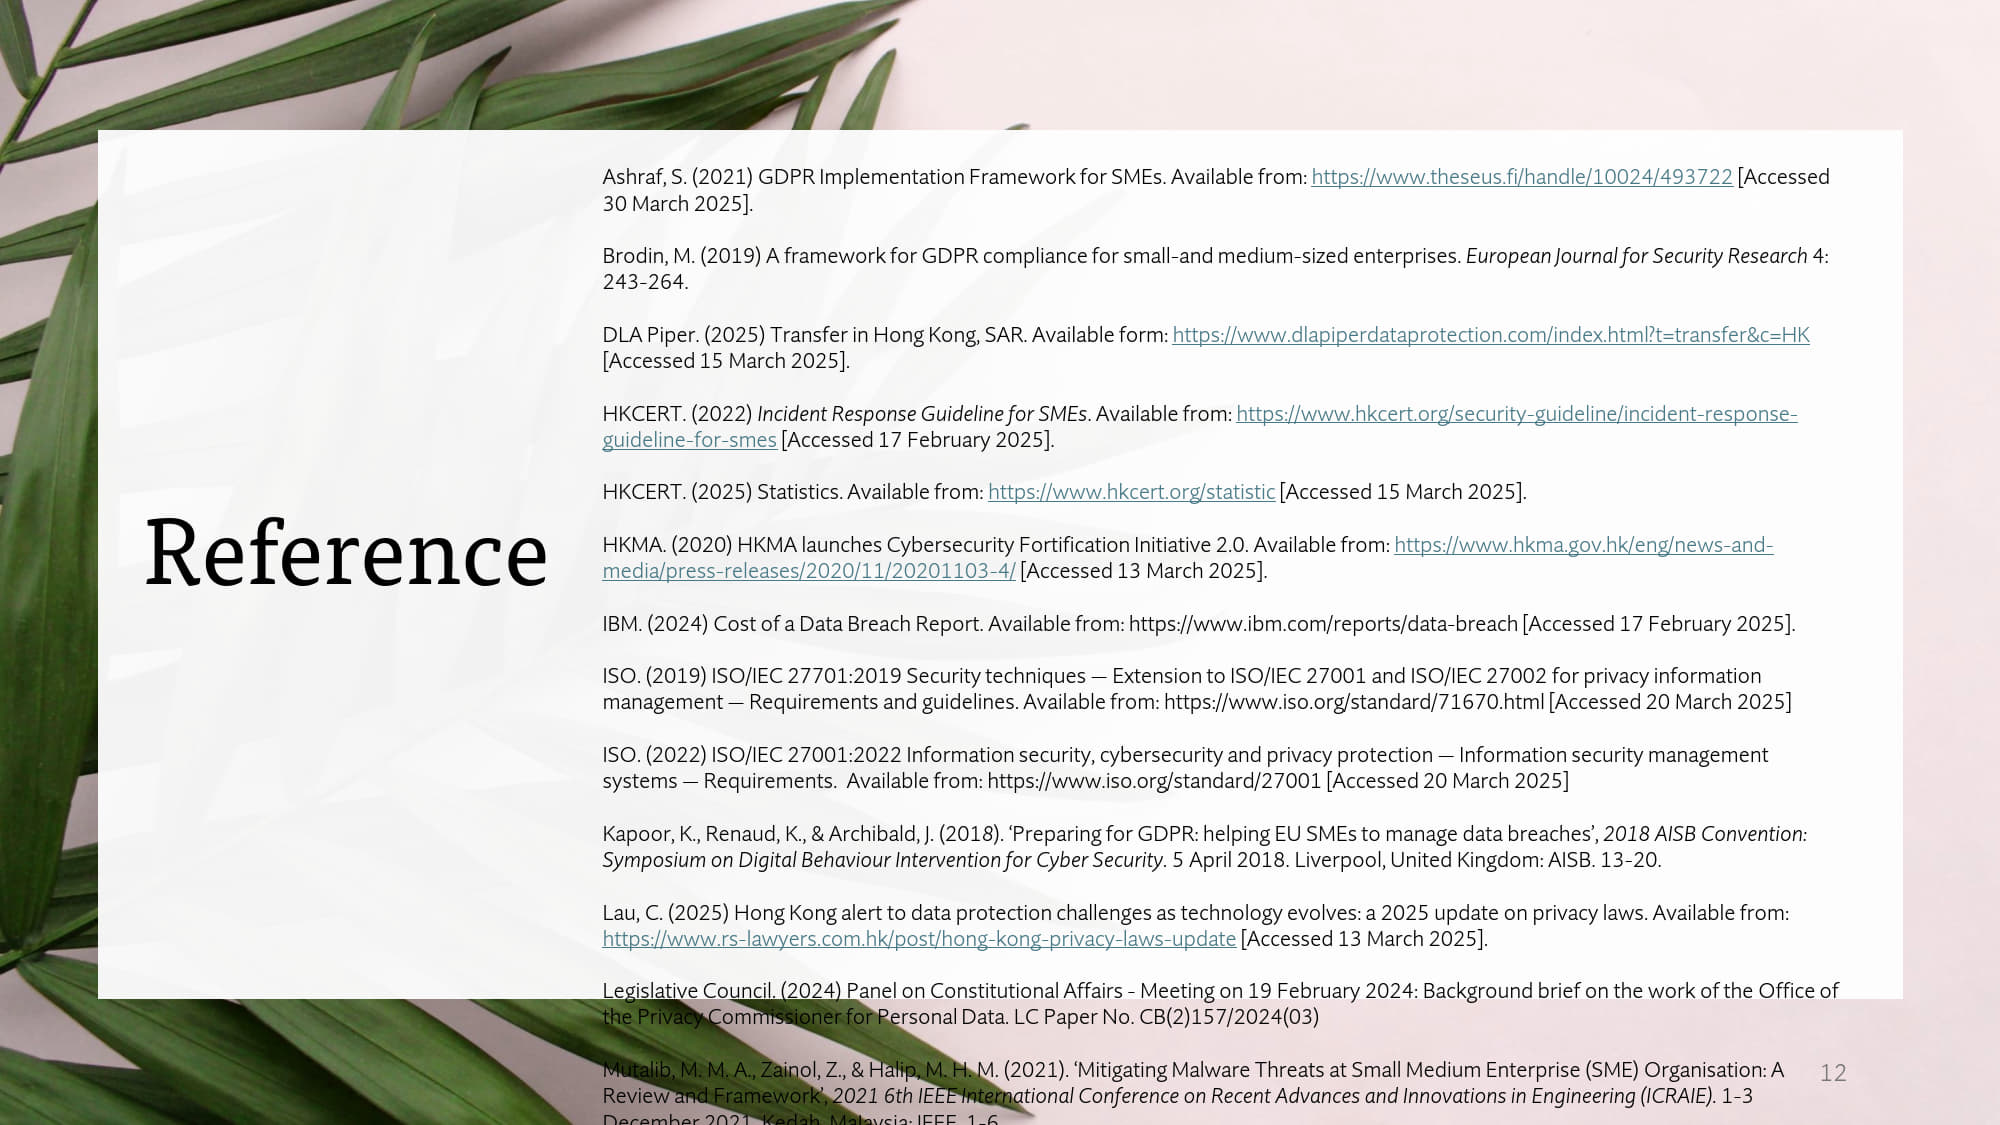 Reference
Ashraf, S. (2021) GDPR Implementation Framework for SMEs. Available from: https://www.theseus.fi/handle/10024/493722 [Accessed
30 March 2025].
Brodin, M. (2019) A framework for GDPR compliance for small-and medium-sized enterprises. European Journal for Security Research 4:
243-264.
DLA Piper. (2025) Transfer in Hong Kong, SAR. Available form: https://www.dlapiperdataprotection.com/index.html?t=transfer&c=HK
[Accessed 15 March 2025].
HKCERT. (2022) Incident Response Guideline for SMEs. Available from: https://www.hkcert.org/security-guideline/incident-response-
guideline-for-smes [Accessed 17 February 2025].
HKCERT. (2025) Statistics. Available from: https://www.hkcert.org/statistic [Accessed 15 March 2025].
HKMA. (2020) HKMA launches Cybersecurity Fortification Initiative 2.0. Available from: https://www.hkma.gov.hk/eng/news-and-
media/press-releases/2020/11/20201103-4/ [Accessed 13 March 2025].
IBM. (2024) Cost of a Data Breach Report. Available from: https://www.ibm.com/reports/data-breach [Accessed 17 February 2025].
ISO. (2019) ISO/IEC 27701:2019 Security techniques — Extension to ISO/IEC 27001 and ISO/IEC 27002 for privacy information
management — Requirements and guidelines. Available from: https://www.iso.org/standard/71670.html [Accessed 20 March 2025]
ISO. (2022) ISO/IEC 27001:2022 Information security, cybersecurity and privacy protection — Information security management
systems — Requirements.  Available from: https://www.iso.org/standard/27001 [Accessed 20 March 2025]
Kapoor, K., Renaud, K., & Archibald, J. (2018). ‘Preparing for GDPR: helping EU SMEs to manage data breaches’, 2018 AISB Convention:
Symposium on Digital Behaviour Intervention for Cyber Security. 5 April 2018. Liverpool, United Kingdom: AISB. 13-20.
Lau, C. (2025) Hong Kong alert to data protection challenges as technology evolves: a 2025 update on privacy laws. Available from:
https://www.rs-lawyers.com.hk/post/hong-kong-privacy-laws-update [Accessed 13 March 2025].
Legislative Council. (2024) Panel on Constitutional Affairs - Meeting on 19 February 2024: Background brief on the work of the Office of
the Privacy Commissioner for Personal Data. LC Paper No. CB(2)157/2024(03)
Mutalib, M. M. A., Zainol, Z., & Halip, M. H. M. (2021). ‘Mitigating Malware Threats at Small Medium Enterprise (SME) Organisation: A
Review and Framework’, 2021 6th IEEE International Conference on Recent Advances and Innovations in Engineering (ICRAIE). 1-3
December 2021. Kedah, Malaysia: IEEE. 1-6.
12